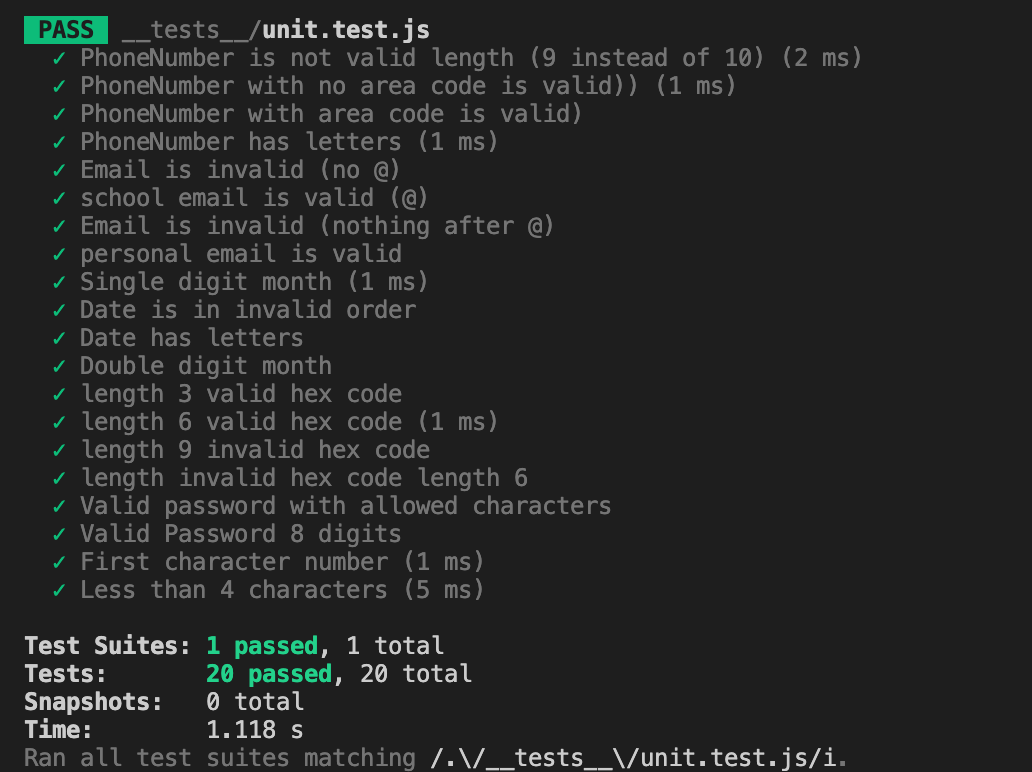 PASS __tests__/unit.test.js
✓ PhoneNumber is not valid length (9 instead of 10) (2 ms)
✓ PhoneNumber with no area code is valid)) (1 ms)
✓ PhoneNumber with area code is valid)
✓ PhoneNumber has letters (1 ms)
✓ Email is invalid (no @)
✓ school email is valid (@)
✓ Email is invalid (nothing after @)
✓ personal email is valid
✓ Single digit month (1 ms)
✓ Date is in invalid order
✓ Date has letters
✓ Double digit month
✓ length 3 valid hex code
✓ length 6 valid hex code (1 ms)
✓ length 9 invalid hex code
✓ length invalid hex code length 6
✓ Valid password with allowed characters
✓ Valid Password 8 digits
✓ First character number (1 ms)
✓ Less than 4 characters (5 ms)
Test Suites: 1 passed, 1 total
Tests: 20 passed, 20 total
Snapshots: 0 total
Time: 1.118 s
Ran all test suites matching /.\/__tests__\/unit.test.js/i.